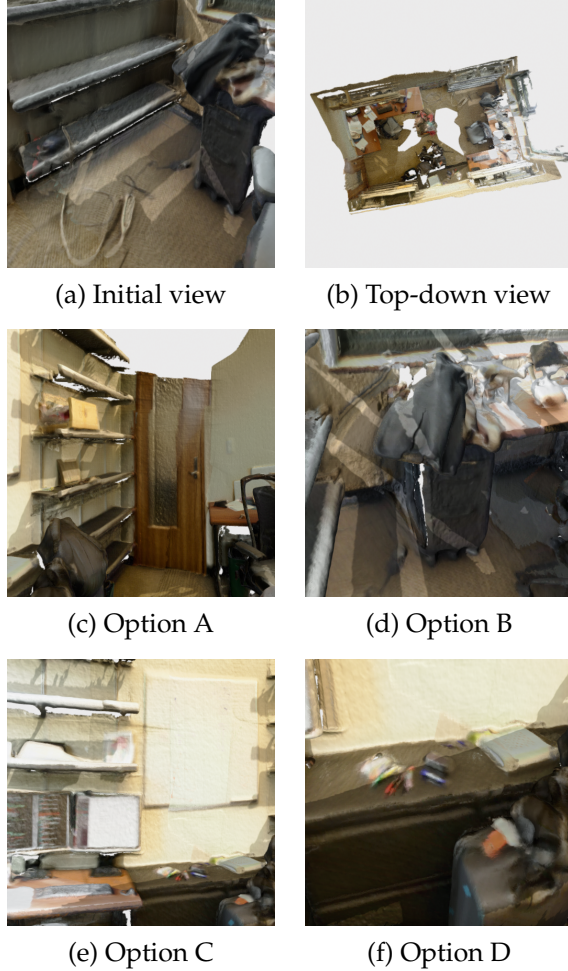 (a) Initial view
(b) Top-down view
(c) Option A
(d) Option B
(e) Option C
(f) Option D